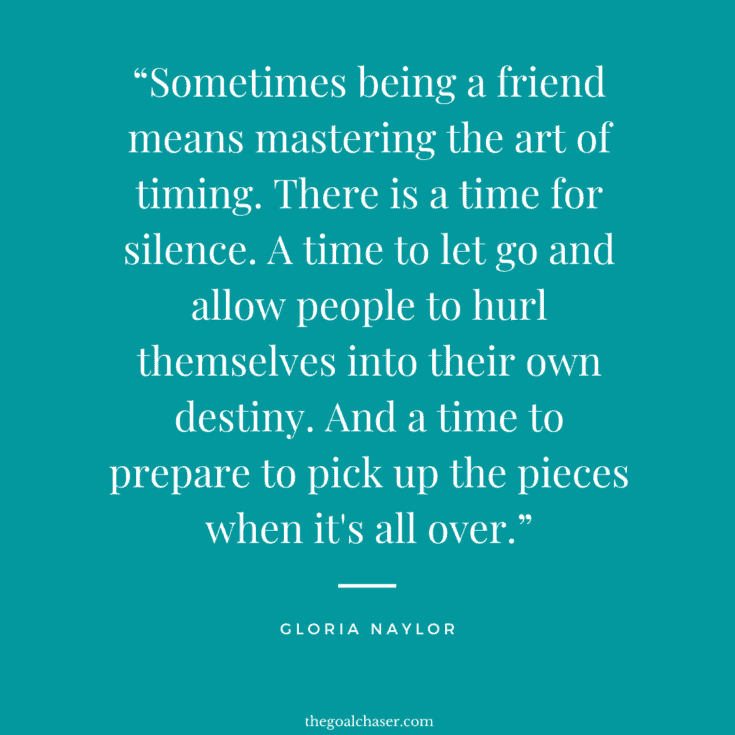 “Sometimes being a friend
means mastering the art of
timing. There is a time for
silence. A time to let go and
allow people to hurl
themselves into their own
destiny. And a time to
prepare to pick up the pieces
when it's all over.”
GLORIA NAYLOR
thegoalchaser.com